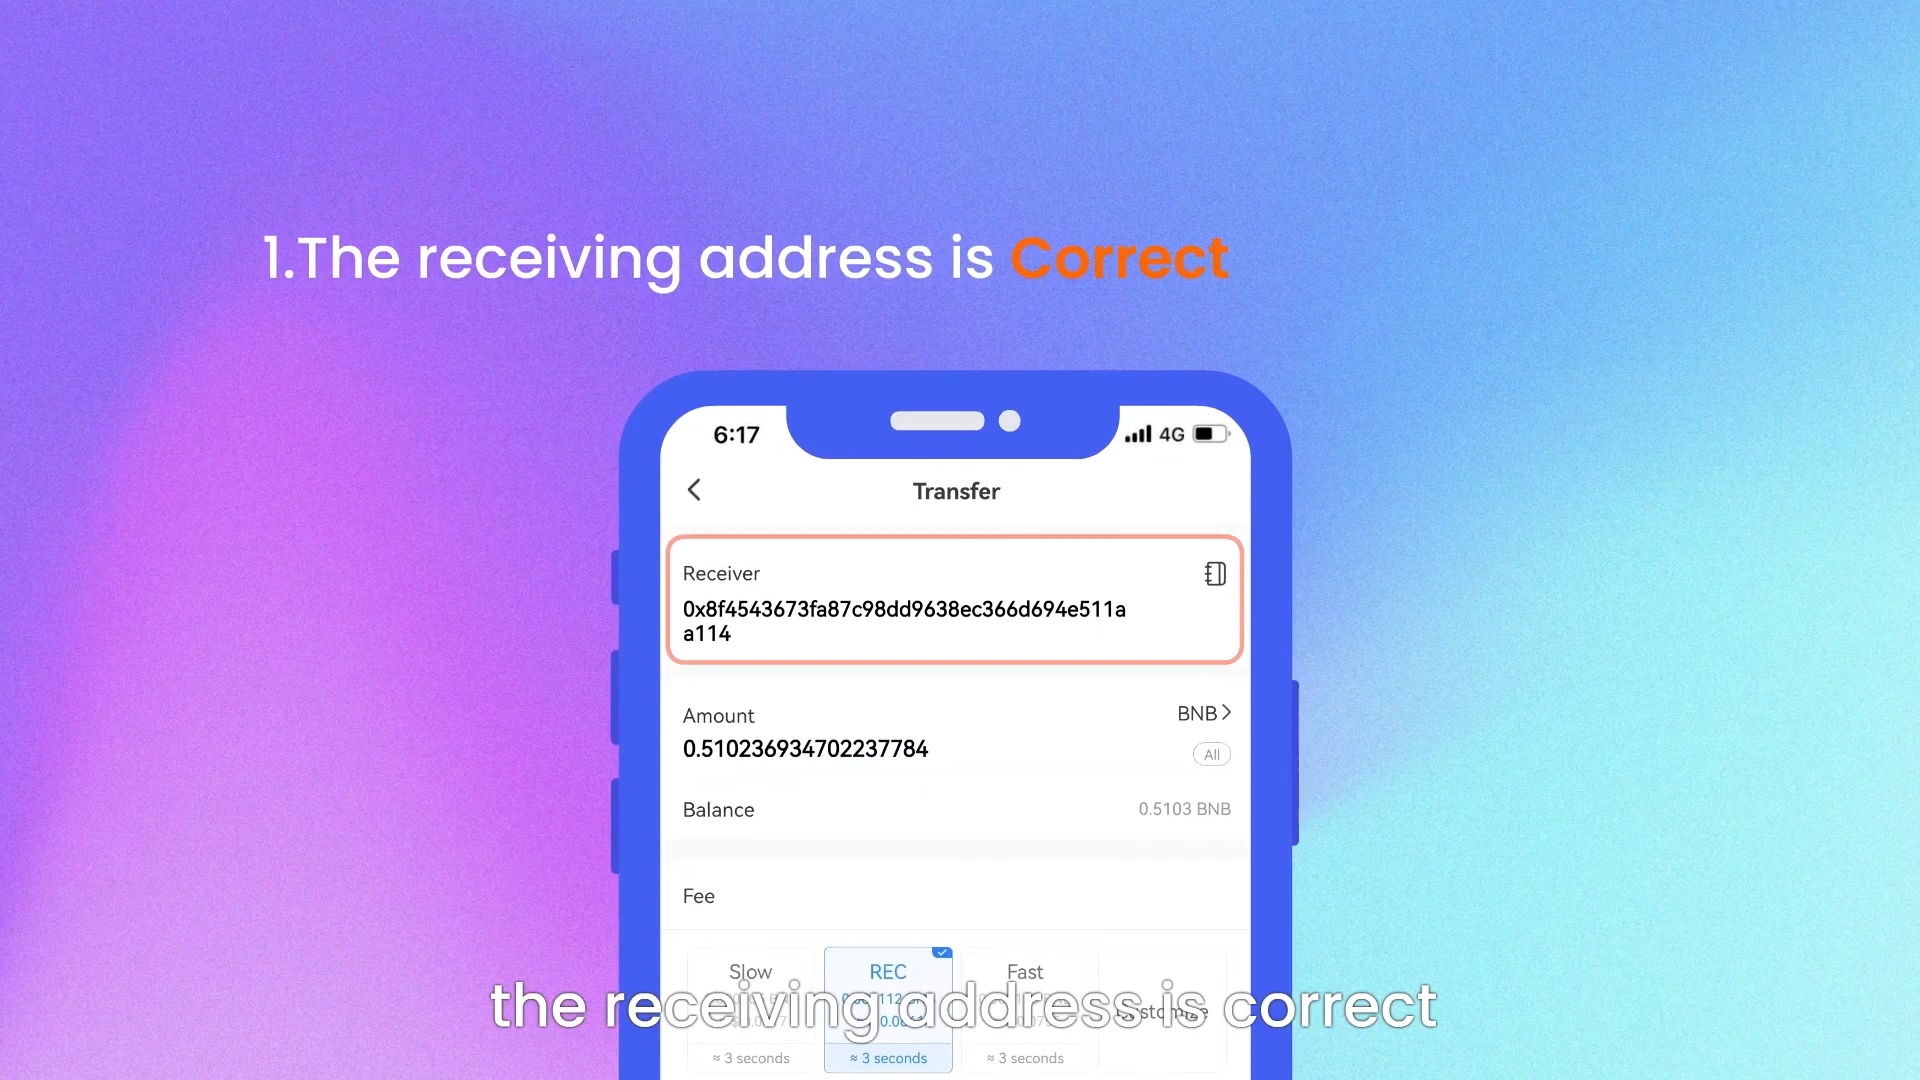 1.The receiving address is Correct
6:17
4G
Transfer
Receiver
0x8f4543673fa87c98dd9638ec366d694e511a
a114
Amount
BNB
0.510236934702237784
All
Balance
0.5103 BNB
Fee
Slow
REC
Fast
Customize
the receiving address is correct
≈ 3 seconds
≈ 3 seconds
≈ 3 seconds